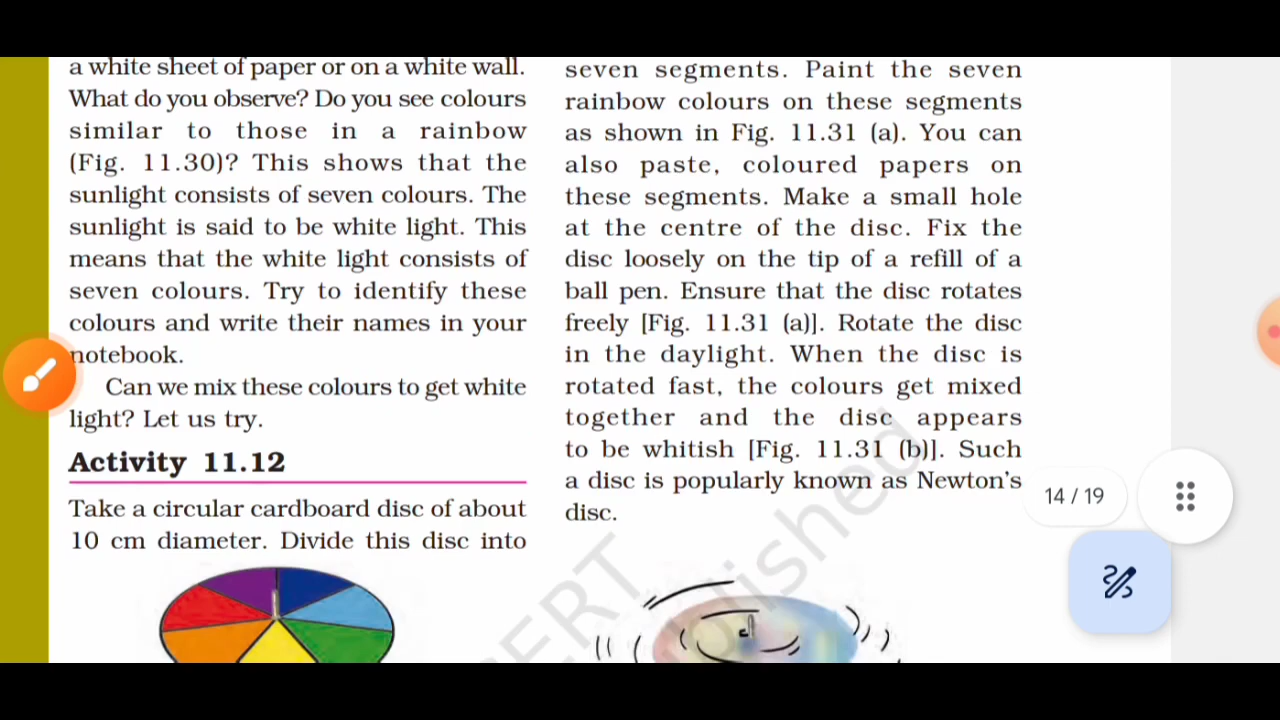 a white sheet of paper or on a white wall.
What do you observe? Do you see colours
similar to those in a rainbow
(Fig. 11.30)? This shows that the
sunlight consists of seven colours. The
sunlight is said to be white light. This
means that the white light consists of
seven colours. Try to identify these
colours and write their names in your
notebook.
Can we mix these colours to get white
light? Let us try.
Activity 11.12
Take a circular cardboard disc of about
10 cm diameter. Divide this disc into
seven segments. Paint the seven
rainbow colours on these segments
as shown in Fig. 11.31 (a). You can
also paste, coloured papers on
these segments. Make a small hole
at the centre of the disc. Fix the
disc loosely on the tip of a refill of a
ball pen. Ensure that the disc rotates
freely [Fig. 11.31 (a)]. Rotate the disc
in the daylight. When the disc is
rotated fast, the colours get mixed
together and the disc appears
to be whitish [Fig. 11.31 (b)]. Such
a disc is popularly known as Newton's
disc.
14 / 19